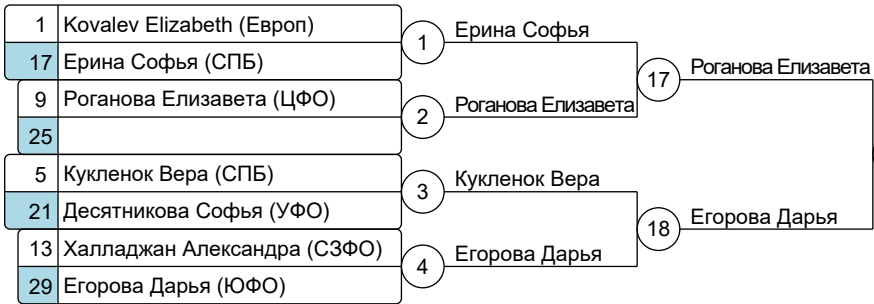 1 Kovalev Elizabeth (Европ)
17 Ерина Софья (СПБ)
1 Ерина Софья
9 Роганова Елизавета (ЦФО)
25
2 Роганова Елизавета
17 Роганова Елизавета
5 Кукленок Вера (СПБ)
21 Десятникова Софья (УФО)
3 Кукленок Вера
13 Халладжан Александра (СЗФО)
29 Егорова Дарья (ЮФО)
4 Егорова Дарья
18 Егорова Дарья